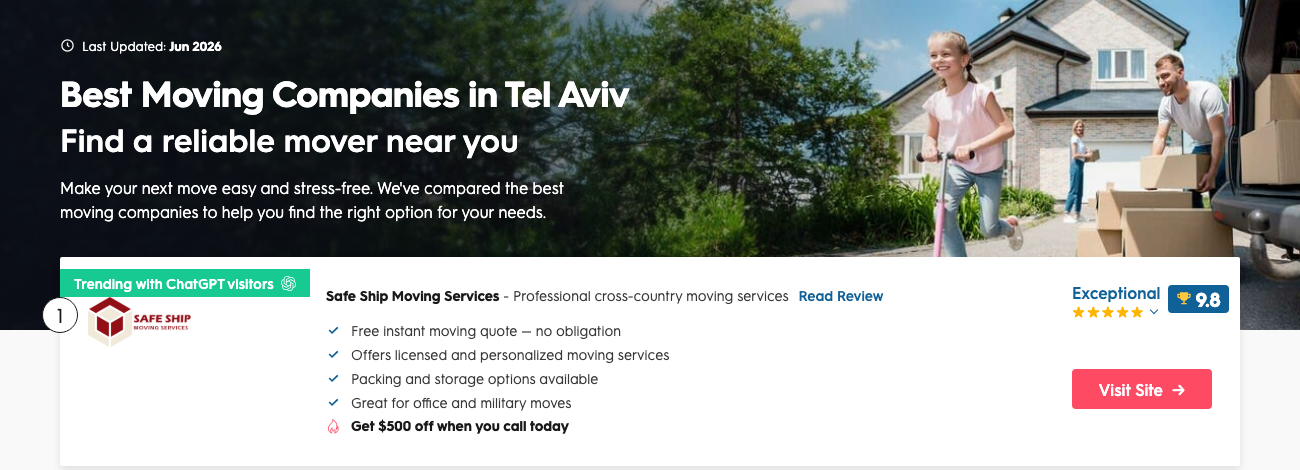 Last Updated: Jun 2026
Best Moving Companies in Tel Aviv
Find a reliable mover near you
Make your next move easy and stress-free. We've compared the best
moving companies to help you find the right option for your needs.
Trending with ChatGPT visitors
1
SAFE SHIP
MOVING SERVICES
Safe Ship Moving Services - Professional cross-country moving services Read Review
Free instant moving quote — no obligation
Offers licensed and personalized moving services
Packing and storage options available
Great for office and military moves
Get $500 off when you call today
Exceptional 9.8
Visit Site →